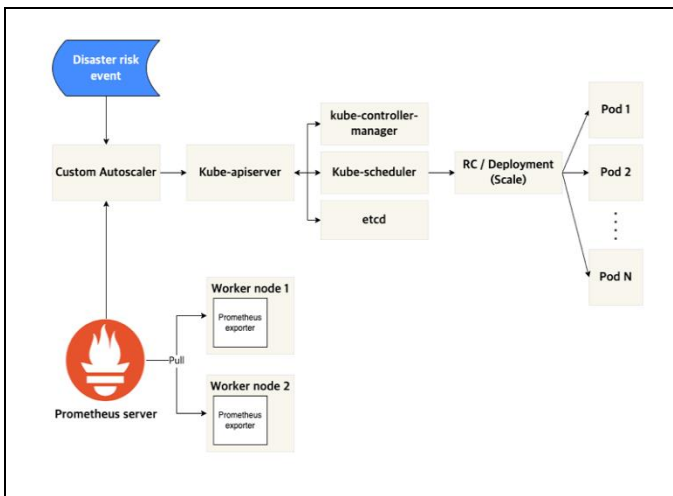 Disaster risk
event
kube-controller-
manager
Pod 1
Custom Autoscaler
Kube-apiserver
Kube-scheduler
RC / Deployment
(Scale)
Pod 2
etcd
Pod N
Worker node 1
Prometheus
exporter
Pull
Worker node 2
Prometheus
exporter
Prometheus server